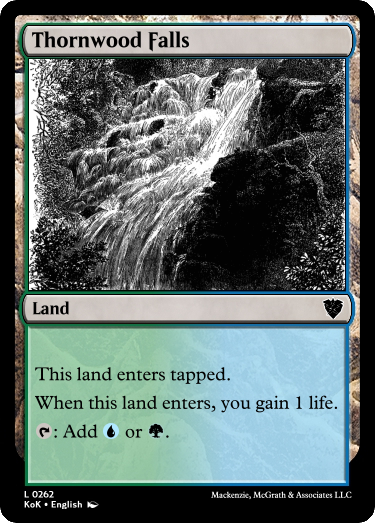 Thornwood Falls
Land
This land enters tapped.
When this land enters, you gain 1 life.
: Add or .
L 0262
KoK • English
Mackenzie, McGrath & Associates LLC